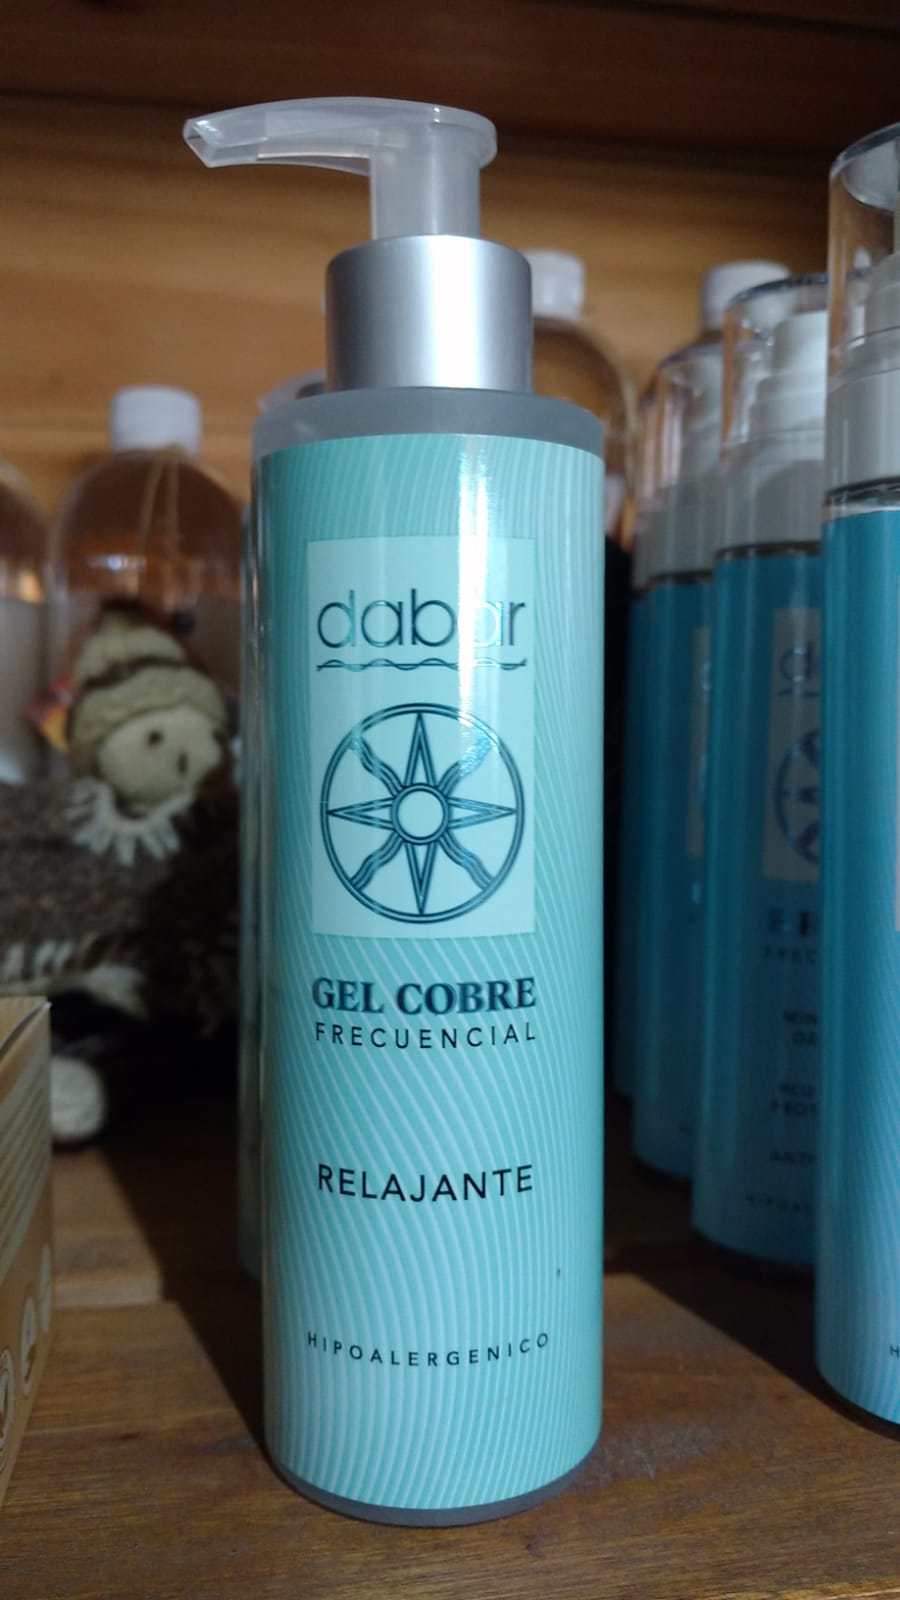 dabar
GEL COBRE
FRECUENCIAL
RELAJANTE
HIPOALERGENICO